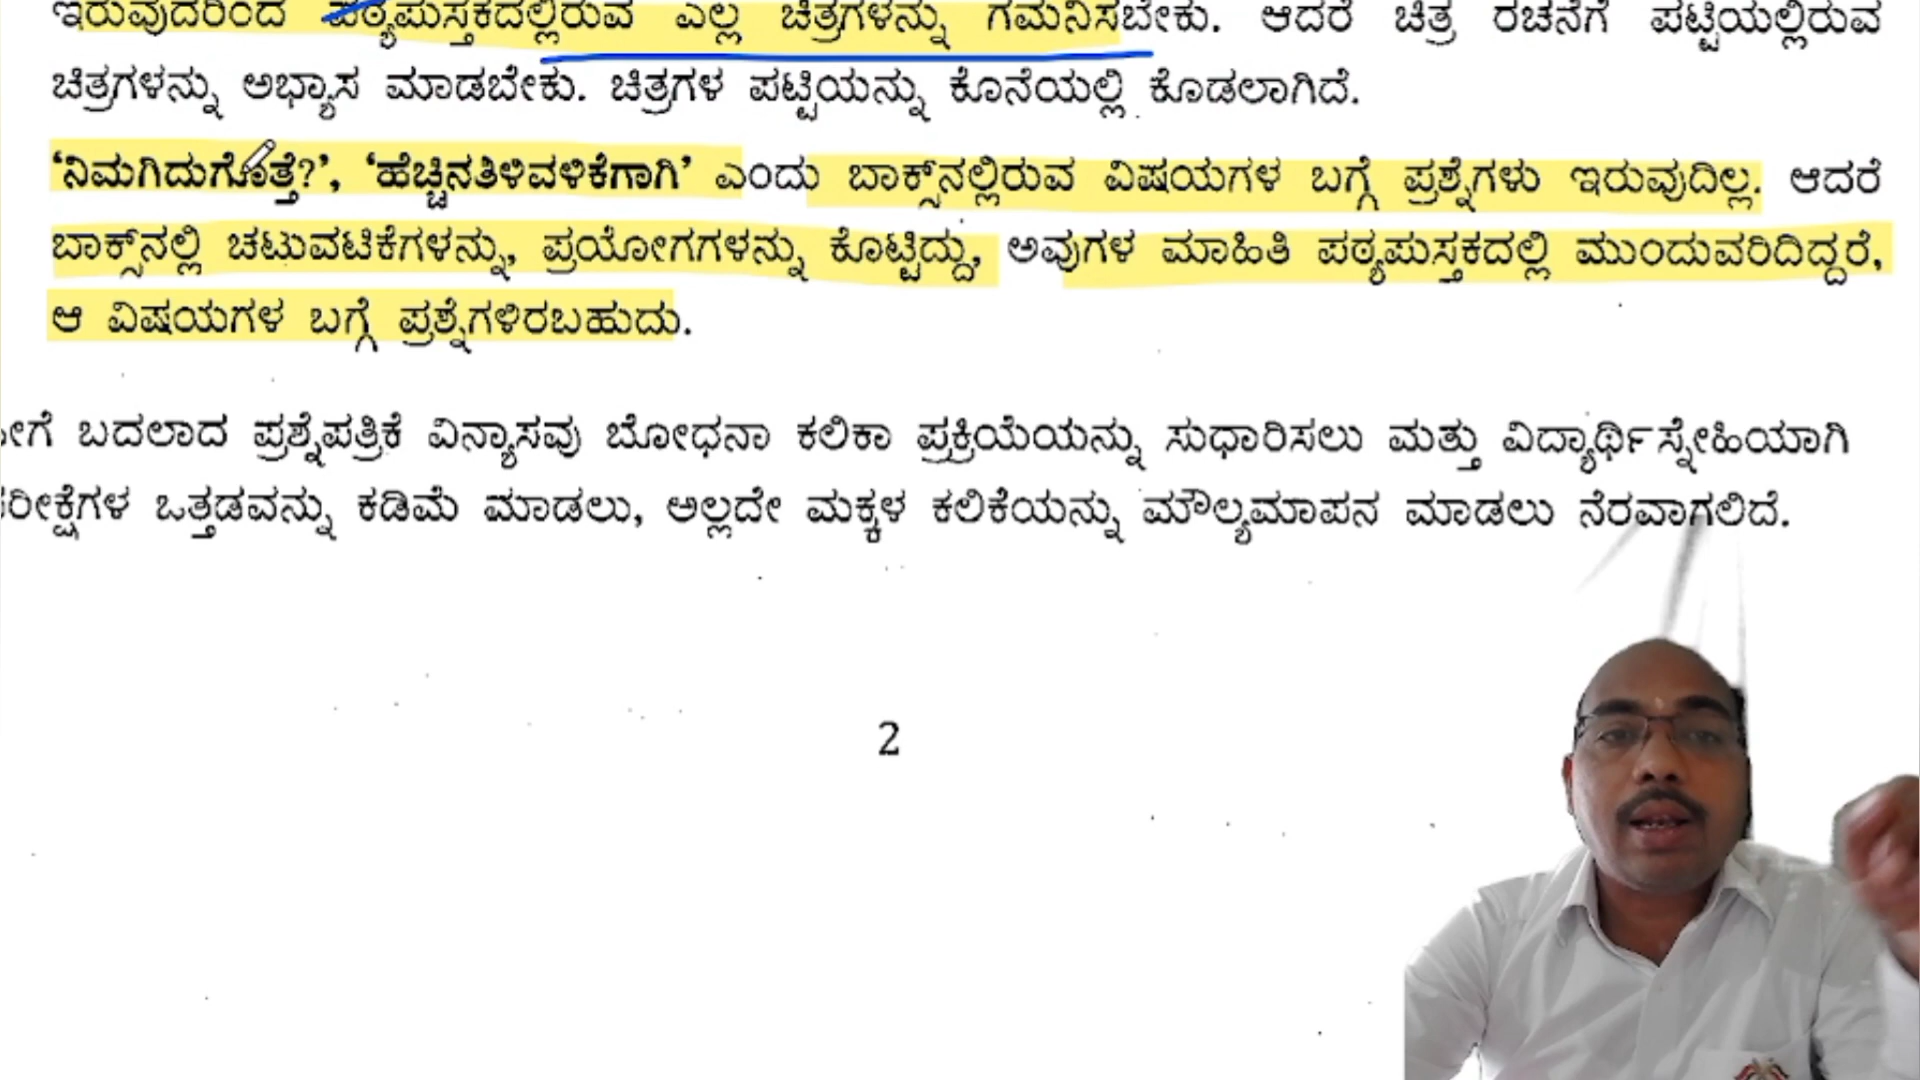 ಇರುವುದರಿಂದ ಪಠ್ಯಪುಸ್ತಕದಲ್ಲಿರುವ ಎಲ್ಲ ಚಿತ್ರಗಳನ್ನು ಗಮನಿಸಬೇಕು. ಆದರೆ ಚಿತ್ರ ರಚನೆಗೆ ಪಟ್ಟಿಯಲ್ಲಿರುವ
ಚಿತ್ರಗಳನ್ನು ಅಭ್ಯಾಸ ಮಾಡಬೇಕು. ಚಿತ್ರಗಳ ಪಟ್ಟಿಯನ್ನು ಕೊನೆಯಲ್ಲಿ ಕೊಡಲಾಗಿದೆ.
‘ನಿಮಗಿದುಗೊತ್ತೆ?’, ‘ಹೆಚ್ಚಿನತಿಳಿವಳಿಕೆಗಾಗಿ’ ಎಂದು ಬಾಕ್ಸ್‌ನಲ್ಲಿರುವ ವಿಷಯಗಳ ಬಗ್ಗೆ ಪ್ರಶ್ನೆಗಳು ಇರುವುದಿಲ್ಲ. ಆದರೆ
ಬಾಕ್ಸ್‌ನಲ್ಲಿ ಚಟುವಟಿಕೆಗಳನ್ನು, ಪ್ರಯೋಗಗಳನ್ನು ಕೊಟ್ಟಿದ್ದು, ಅವುಗಳ ಮಾಹಿತಿ ಪಠ್ಯಪುಸ್ತಕದಲ್ಲಿ ಮುಂದುವರಿದಿದ್ದರೆ,
ಆ ವಿಷಯಗಳ ಬಗ್ಗೆ ಪ್ರಶ್ನೆಗಳಿರಬಹುದು.
ಬದಲಾದ ಪ್ರಶ್ನೆಪತ್ರಿಕೆ ವಿನ್ಯಾಸವು ಬೋಧನಾ ಕಲಿಕಾ ಪ್ರಕ್ರಿಯೆಯನ್ನು ಸುಧಾರಿಸಲು ಮತ್ತು ವಿದ್ಯಾರ್ಥಿಸ್ನೇಹಿಯಾಗಿ
ಒತ್ತಡವನ್ನು ಕಡಿಮೆ ಮಾಡಲು, ಅಲ್ಲದೇ ಮಕ್ಕಳ ಕಲಿಕೆಯನ್ನು ಮೌಲ್ಯಮಾಪನ ಮಾಡಲು ನೆರವಾಗಲಿದೆ.
2